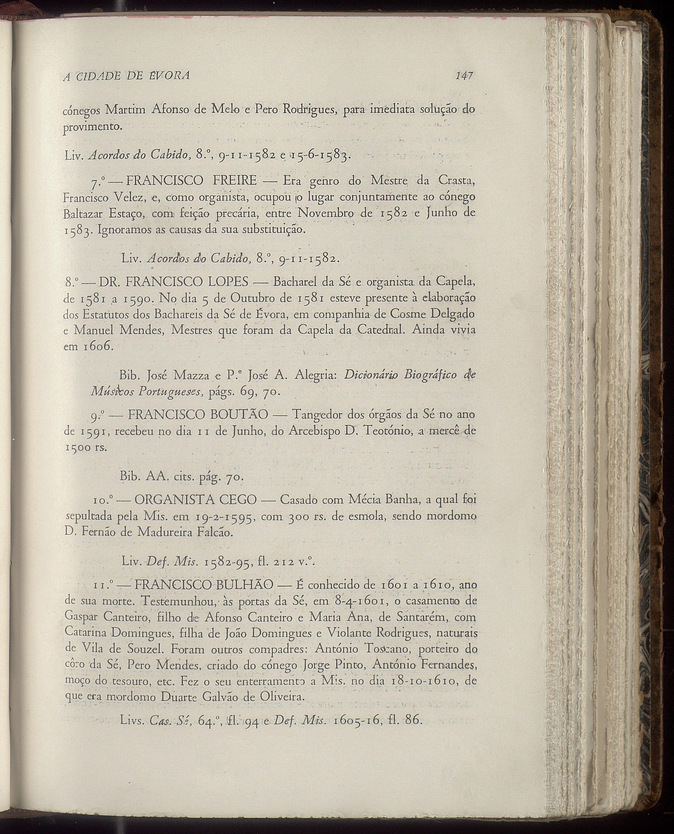 A CIDADE DE ÉVORA 147
cónegos Martim Afonso de Melo e Pero Rodrigues, para imediata solução do
provimento.
Liv. Acordos do Cabido, 8.º, 9-11-1582 e 15-6-1583.
7.º — FRANCISCO FREIRE — Era genro do Mestre da Crasta,
Francisco Velez, e, como organista, ocupou o lugar conjuntamente ao cónego
Baltazar Estaço, com feição precária, entre Novembro de 1582 e Junho de
1583. Ignoramos as causas da sua substituição.
Liv. Acordos do Cabido, 8.º, 9-11-1582.
8.º — DR. FRANCISCO LOPES — Bacharel da Sé e organista da Capela,
de 1581 a 1590. No dia 5 de Outubro de 1581 esteve presente à elaboração
dos Estatutos dos Bachareis da Sé de Évora, em companhia de Cosme Delgado
e Manuel Mendes, Mestres que foram da Capela da Catedral. Ainda vivia
em 1606.
Bib. José Mazza e P.e José A. Alegria: Dicionário Biográfico de
Músicos Portugueses, págs. 69, 70.
9.º — FRANCISCO BOUTÃO — Tangedor dos órgãos da Sé no ano
de 1591, recebeu no dia 11 de Junho, do Arcebispo D. Teotónio, a mercê de
1500 rs.
Bib. AA. cits. pág. 70.
10.º — ORGANISTA CEGO — Casado com Mécia Banha, a qual foi
sepultada pela Mis. em 19-2-1595, com 300 rs. de esmola, sendo mordomo
D. Fernão de Madureira Falcão.
Liv. Def. Mis. 1582-95, fl. 212 v.º.
11.º — FRANCISCO BULHÃO — É conhecido de 1601 a 1610, ano
de sua morte. Testemunhou, às portas da Sé, em 8-4-1601, o casamento de
Gaspar Canteiro, filho de Afonso Canteiro e Maria Ana, de Santarém, com
Catarina Domingues, filha de João Domingues e Violante Rodrigues, naturais
de Vila de Souzel. Foram outros compadres: António Toscano, porteiro do
côro da Sé, Pero Mendes, criado do cónego Jorge Pinto, António Fernandes,
moço do tesouro, etc. Fez o seu enterramento a Mis. no dia 18-10-1610, de
que era mordomo Duarte Galvão de Oliveira.
Livs. Cas. Sé, 64.º, fl. 94 e Def. Mis. 1605-16, fl. 86.